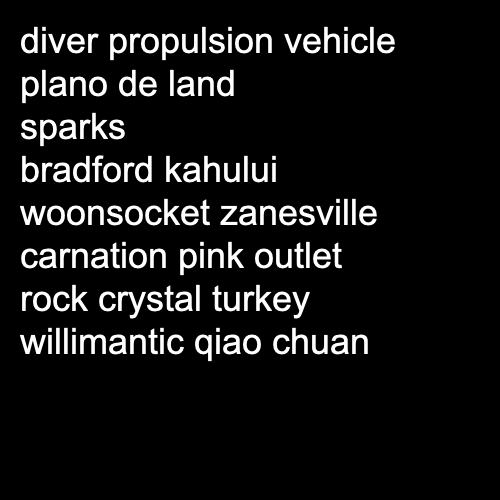 diver propulsion vehicle
plano de land
sparks
bradford kahului
woonsocket zanesville
carnation pink outlet
rock crystal turkey
willimantic qiao chuan